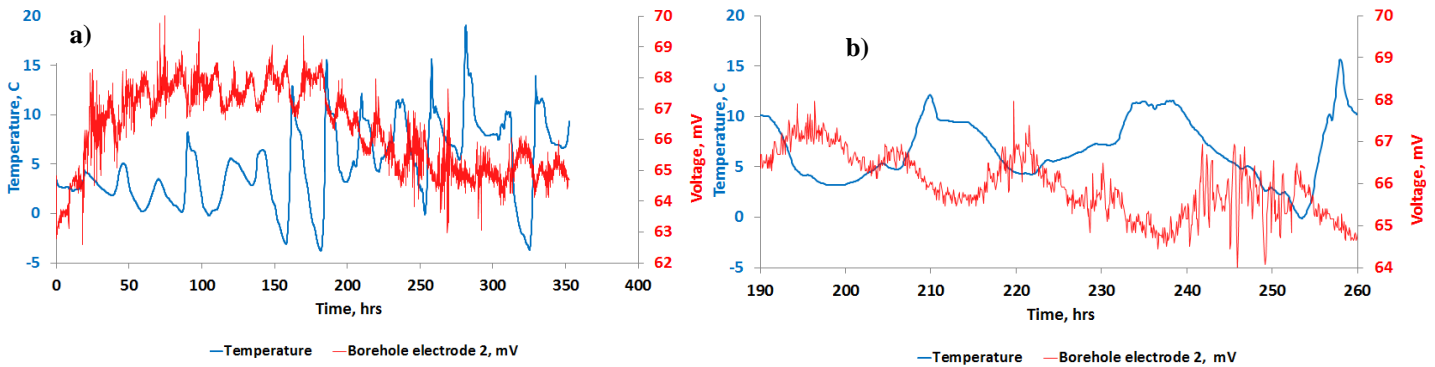 a)
Temperature, C
20
15
10
5
0
-5
0 50 100 150 200 250 300 350 400
Time, hrs
70
69
68
67
66
65
64
63
62
Voltage, mV
Temperature Borehole electrode 2, mV
b)
Temperature, C
20
15
10
5
0
-5
190 200 210 220 230 240 250 260
Time, hrs
70
69
68
67
66
65
64
Voltage, mV
Temperature Borehole electrode 2, mV